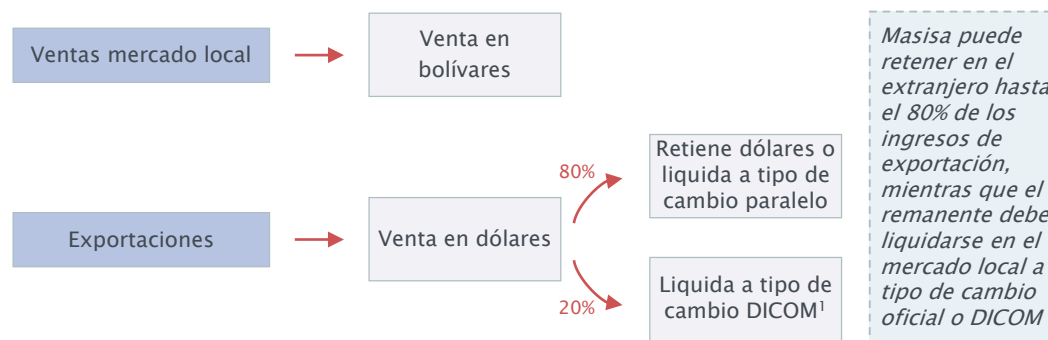 Ventas mercado local
Venta en
bolívares
Exportaciones
Venta en dólares
80%
20%
Retiene dólares o
liquida a tipo de
cambio paralelo
Liquida a tipo de
cambio DICOM¹
Masisa puede
retener en el
extranjero hasta
el 80% de los
ingresos de
exportación,
mientras que el
remanente debe
liquidarse en el
mercado local a
tipo de cambio
oficial o DICOM